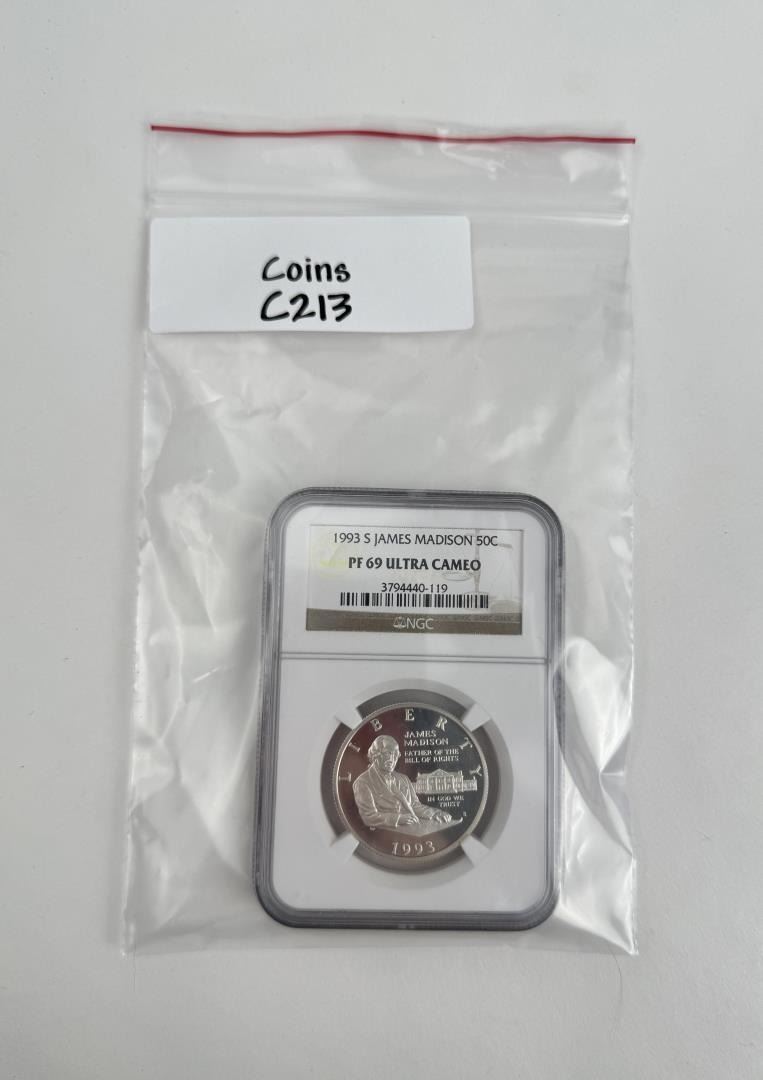 Coins
C213
1993 S JAMES MADISON 50C
PF 69 ULTRA CAMEO
3794440-119
NGC
LIBERTY
JAMES
MADISON
FATHER OF THE
BILL OF RIGHTS
IN GOD WE
TRUST
S
1993